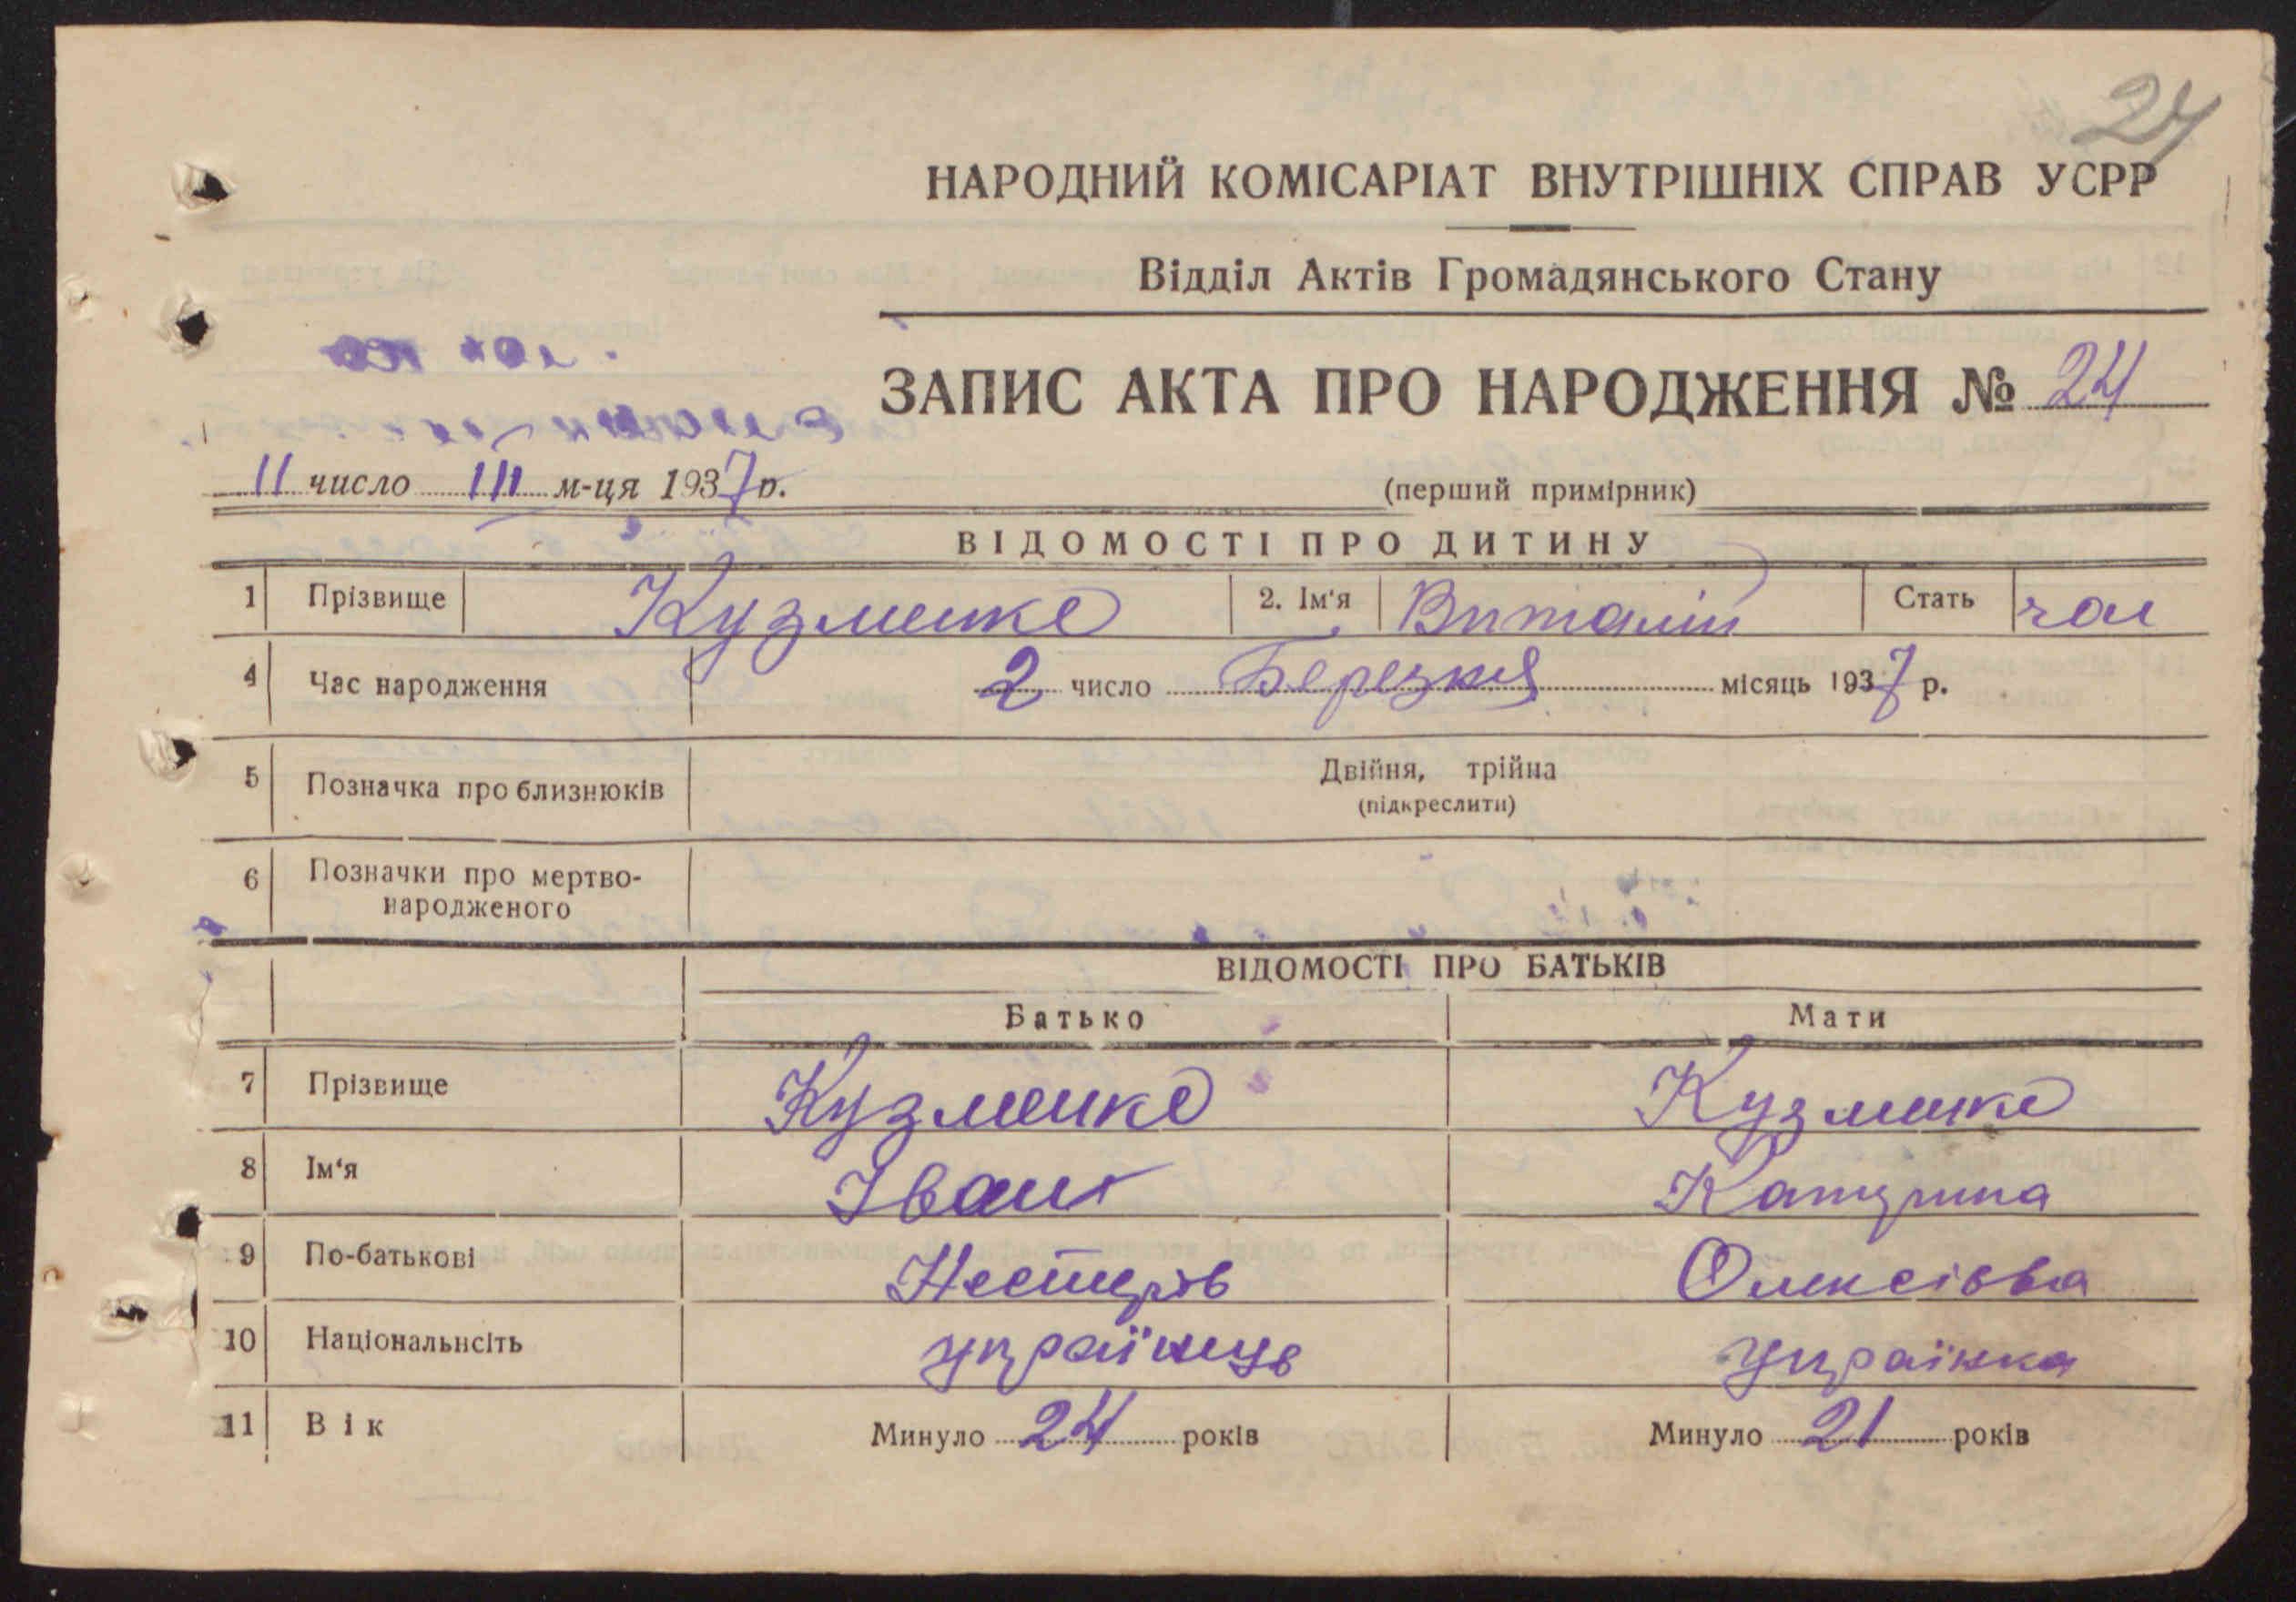 24
НАРОДНИЙ КОМІСАРІАТ ВНУТРІШНІХ СПРАВ УСРР
Відділ Актів Громадянського Стану
ЗАПИС АКТА ПРО НАРОДЖЕННЯ № 24
11 число III м-ця 1937 р.
(перший примірник)
ВІДОМОСТІ ПРО ДИТИНУ
1 Прізвище Кузменко 2. Ім'я Виталій Стать чол
4 Час народження 2 число Березня місяць 1937 р.
5 Позначка про близнюків Двійня, трійна
(підкреслити)
6 Позначки про мертво-
народженого
ВІДОМОСТІ ПРО БАТЬКІВ
Батько Мати
7 Прізвище Кузменко Кузменко
8 Ім'я Іван Катерина
9 По-батькові Нестерів Олексієвна
10 Національнсіть українець українка
11 Вік Минуло 24 років Минуло 21 років